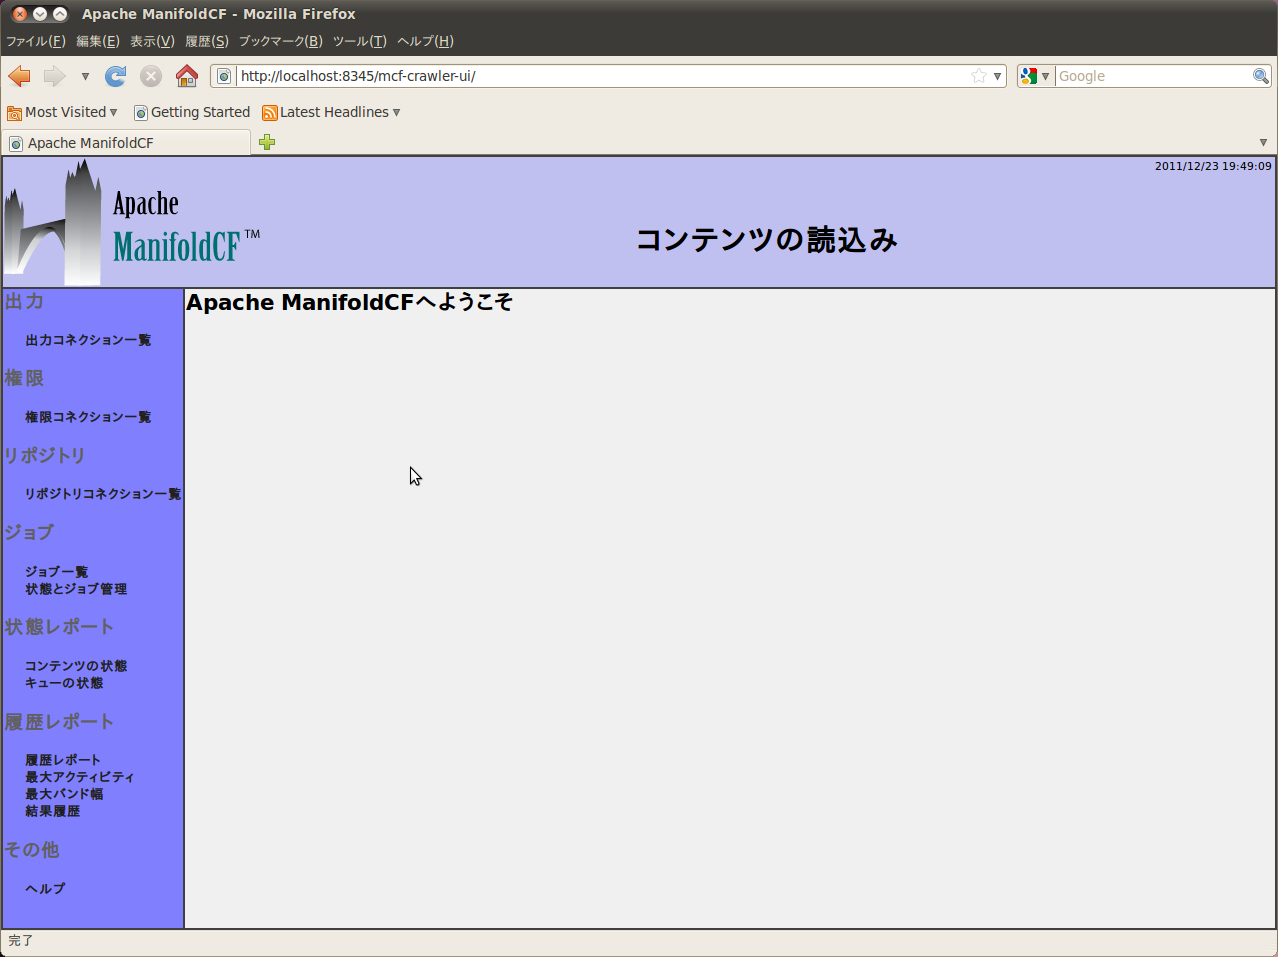 Apache ManifoldCF - Mozilla Firefox
ファイル(F) 編集(E) 表示(V) 履歴(S) ブックマーク(B) ツール(T) ヘルプ(H)
http://localhost:8345/mcf-crawler-ui/ Google
Most Visited Getting Started Latest Headlines
Apache ManifoldCF
2011/12/23 19:49:09
Apache
ManifoldCF™
コンテンツの読込み
出力
出力コネクション一覧
権限
権限コネクション一覧
リポジトリ
リポジトリコネクション一覧
ジョブ
ジョブ一覧
状態とジョブ管理
状態レポート
コンテンツの状態
キューの状態
履歴レポート
履歴レポート
最大アクティビティ
最大バンド幅
結果履歴
その他
ヘルプ
Apache ManifoldCFへようこそ
完了